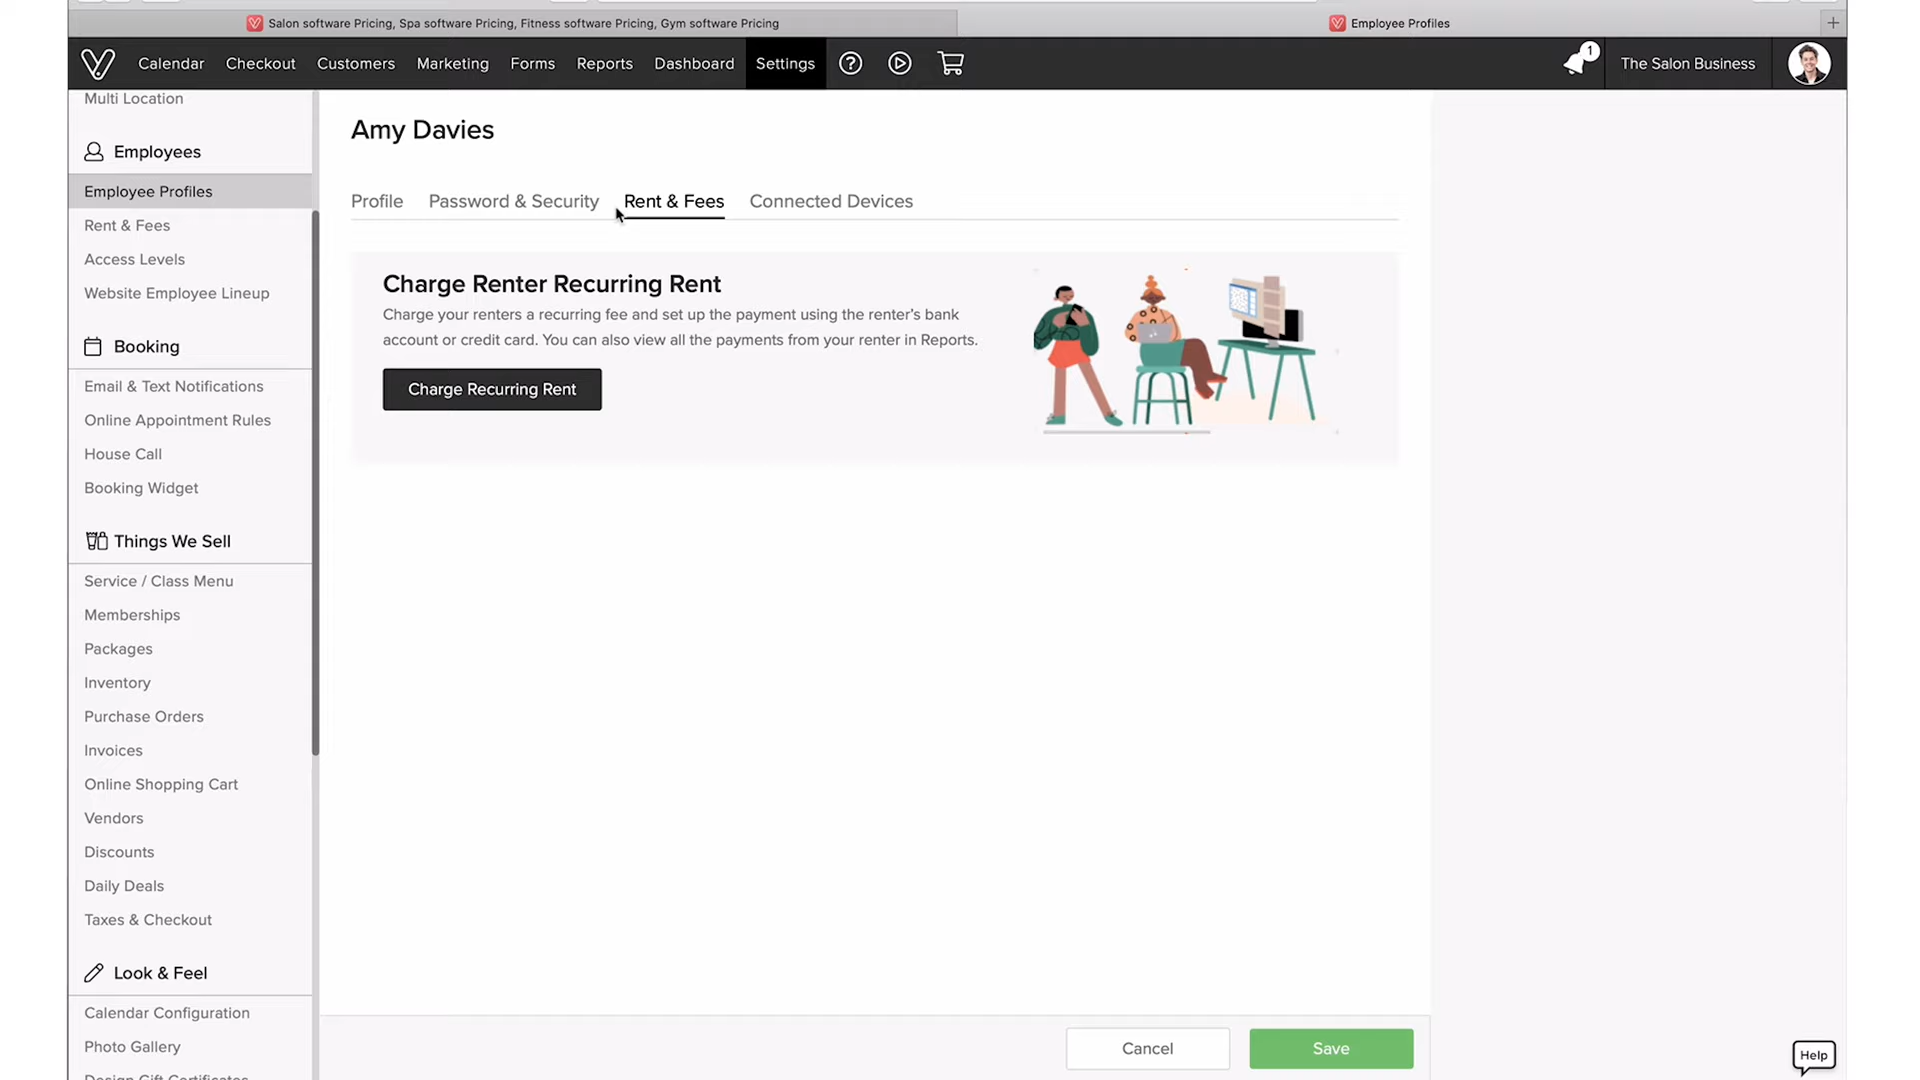 Salon software Pricing, Spa software Pricing, Fitness software Pricing, Gym software Pricing
Employee Profiles
Calendar Checkout Customers Marketing Forms Reports Dashboard Settings
1
The Salon Business
Multi Location
Employees
Employee Profiles
Rent & Fees
Access Levels
Website Employee Lineup
Booking
Email & Text Notifications
Online Appointment Rules
House Call
Booking Widget
Things We Sell
Service / Class Menu
Memberships
Packages
Inventory
Purchase Orders
Invoices
Online Shopping Cart
Vendors
Discounts
Daily Deals
Taxes & Checkout
Look & Feel
Calendar Configuration
Photo Gallery
Design Gift Certificates
Amy Davies
Profile Password & Security Rent & Fees Connected Devices
Charge Renter Recurring Rent
Charge your renters a recurring fee and set up the payment using the renter's bank
account or credit card. You can also view all the payments from your renter in Reports.
Charge Recurring Rent
Cancel Save
Help